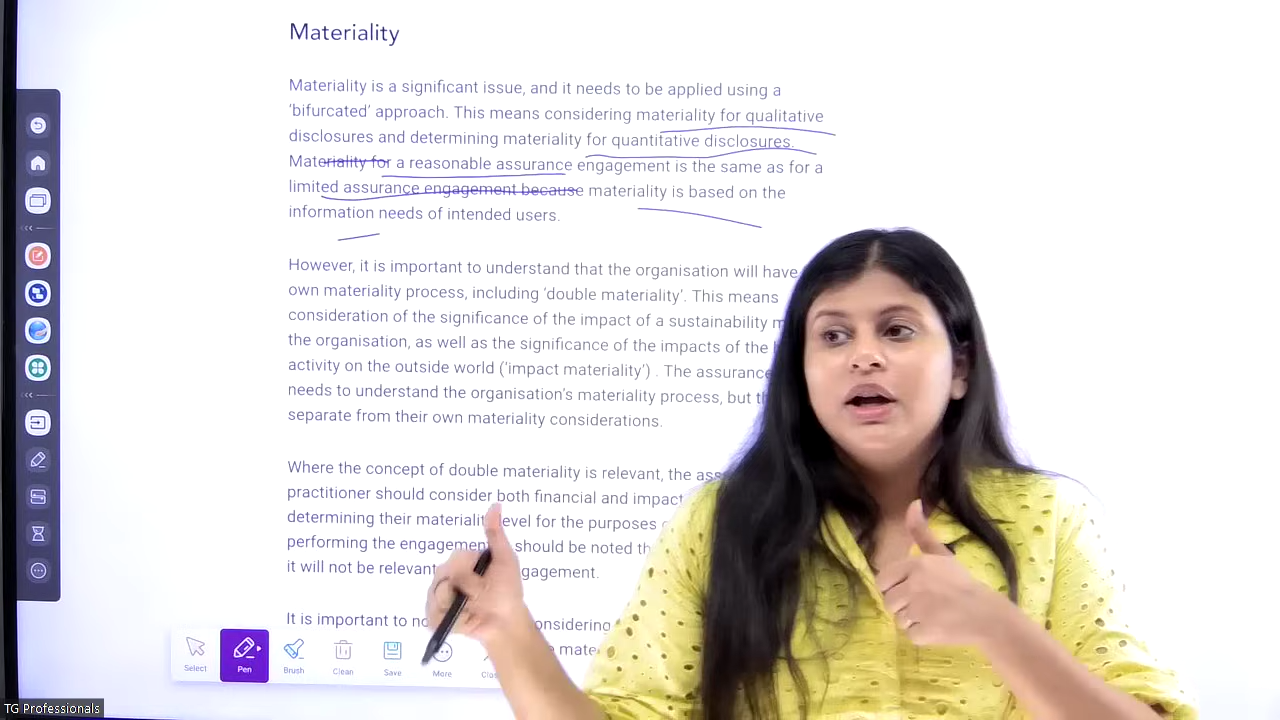 Materiality
Materiality is a significant issue, and it needs to be applied using a
‘bifurcated’ approach. This means considering materiality for qualitative
disclosures and determining materiality for quantitative disclosures.
Materiality for a reasonable assurance engagement is the same as for a
limited assurance engagement because materiality is based on the
information needs of intended users.
However, it is important to understand that the organisation will have
own materiality process, including ‘double materiality’. This means
consideration of the significance of the impact of a sustainability
the organisation, as well as the significance of the impacts of the
activity on the outside world (‘impact materiality’) . The assurance
needs to understand the organisation’s materiality process, but
separate from their own materiality considerations.
Where the concept of double materiality is relevant, the
practitioner should consider both financial and impact
determining their materiality level for the purposes
performing the engagement. should be noted
it will not be relevant
It is important to
Select
Pen
Brush
Clean
Save
More
TG Professionals